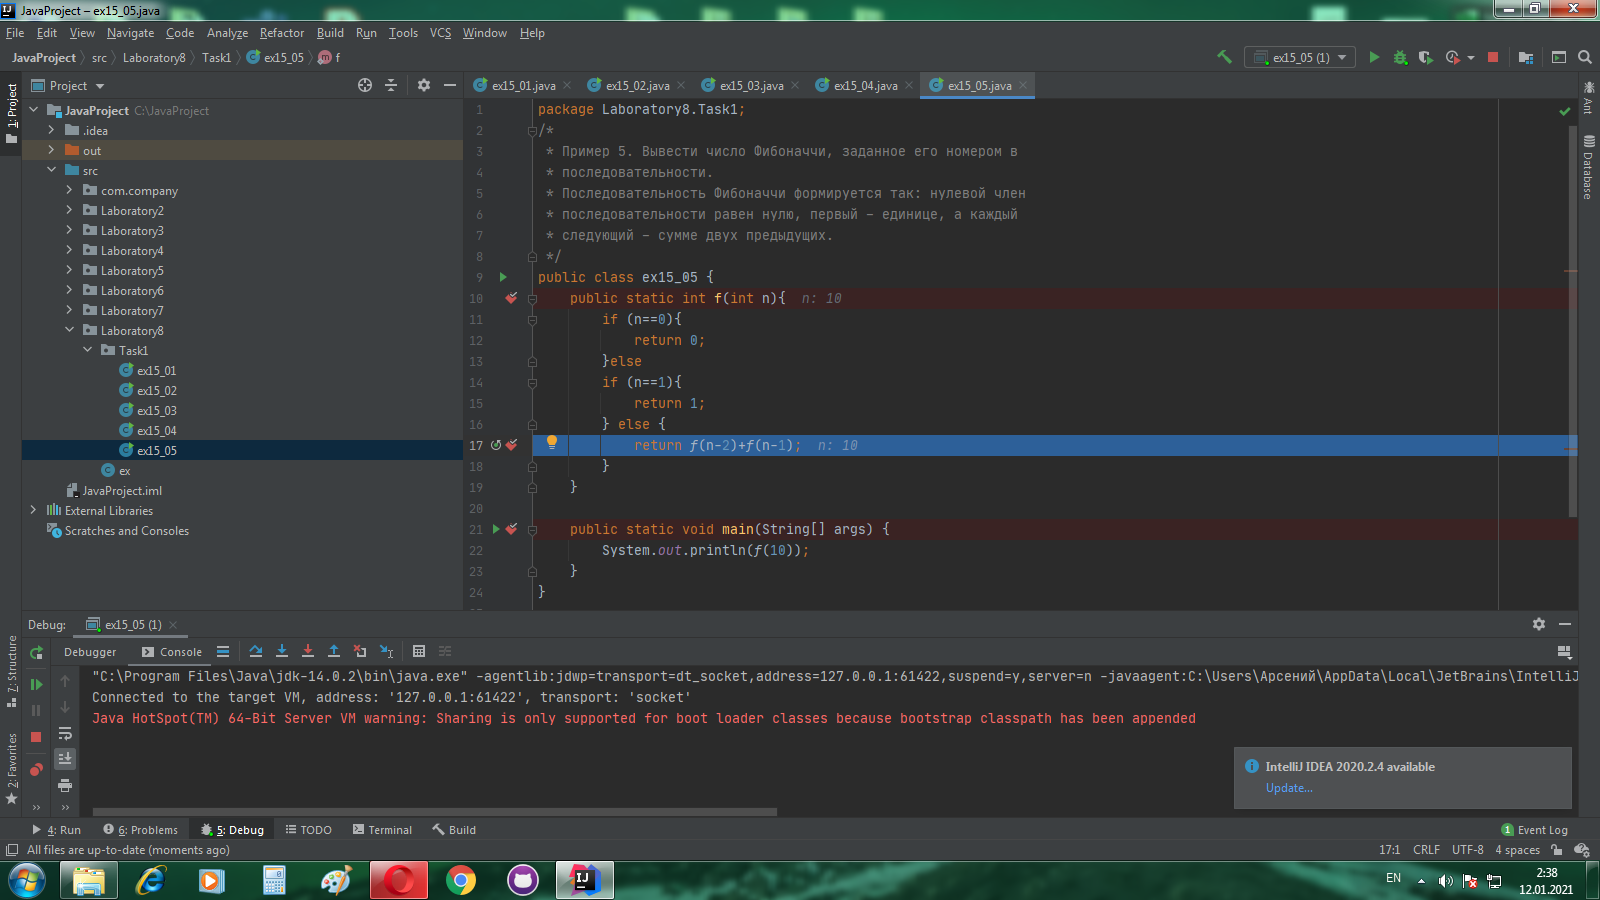 JavaProject – ex15_05.java
File Edit View Navigate Code Analyze Refactor Build Run Tools VCS Window Help
JavaProject src Laboratory8 Task1 ex15_05 f
ex15_05 (1)
Project
ex15_01.java ex15_02.java ex15_03.java ex15_04.java ex15_05.java
1: Project
7: Structure
2: Favorites
Ant
Database
JavaProject C:\JavaProject
.idea
out
src
com.company
Laboratory2
Laboratory3
Laboratory4
Laboratory5
Laboratory6
Laboratory7
Laboratory8
Task1
ex15_01
ex15_02
ex15_03
ex15_04
ex15_05
ex
JavaProject.iml
External Libraries
Scratches and Consoles
1 package Laboratory8.Task1;
2 /*
3 * Пример 5. Вывести число Фибоначчи, заданное его номером в
4 * последовательности.
5 * Последовательность Фибоначчи формируется так: нулевой член
6 * последовательности равен нулю, первый – единице, а каждый
7 * следующий – сумме двух предыдущих.
8 */
9 public class ex15_05 {
10 public static int f(int n){ n: 10
11 if (n==0){
12 return 0;
13 }else
14 if (n==1){
15 return 1;
16 } else {
17 return f(n-2)+f(n-1); n: 10
18 }
19 }
20
21 public static void main(String[] args) {
22 System.out.println(f(10));
23 }
24 }
Debug: ex15_05 (1)
Debugger Console
"C:\Program Files\Java\jdk-14.0.2\bin\java.exe" -agentlib:jdwp=transport=dt_socket,address=127.0.0.1:61422,suspend=y,server=n -javaagent:C:\Users\Арсений\AppData\Local\JetBrains\IntelliJ
Connected to the target VM, address: '127.0.0.1:61422', transport: 'socket'
Java HotSpot(TM) 64-Bit Server VM warning: Sharing is only supported for boot loader classes because bootstrap classpath has been appended
IntelliJ IDEA 2020.2.4 available
Update...
4: Run 6: Problems 5: Debug TODO Terminal Build 1 Event Log
All files are up-to-date (moments ago) 17:1 CRLF UTF-8 4 spaces
EN 2:38
12.01.2021